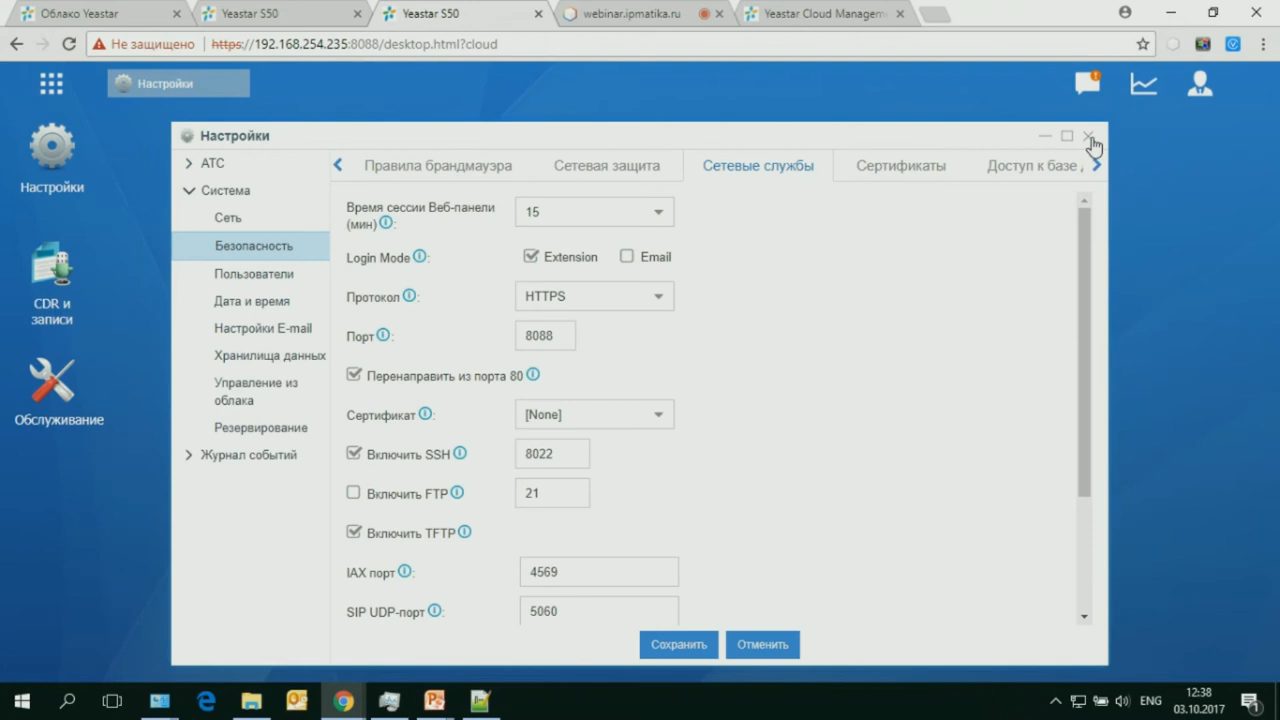 Облако Yeastar
Yeastar S50
Yeastar S50
webinar.ipmatika.ru
Yeastar Cloud Managem
Не защищено
https://192.168.254.235:8088/desktop.html?cloud
Настройки
Настройки
CDR и
записи
Обслуживание
Настройки
АТС
Система
Сеть
Безопасность
Пользователи
Дата и время
Настройки E-mail
Хранилища данных
Управление из
облака
Резервирование
Журнал событий
Правила брандмауэра
Сетевая защита
Сетевые службы
Сертификаты
Доступ к базе
Время сессии Веб-панели
(мин) : 15
Login Mode : Extension Email
Протокол : HTTPS
Порт : 8088
Перенаправить из порта 80
Сертификат : [None]
Включить SSH 8022
Включить FTP 21
Включить TFTP
IAX порт : 4569
SIP UDP-порт : 5060
Сохранить
Отменить
ENG
12:38
03.10.2017
1